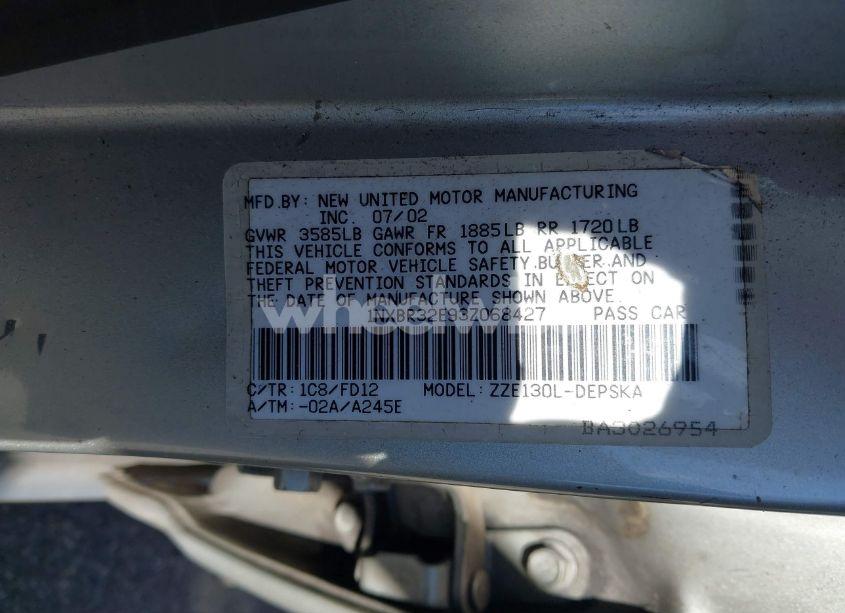 MFD.BY: NEW UNITED MOTOR MANUFACTURING
INC. 07/02
GVWR 3585LB GAWR FR 1885LB RR 1720LB
THIS VEHICLE CONFORMS TO ALL APPLICABLE
FEDERAL MOTOR VEHICLE SAFETY, AND
THEFT PREVENTION STANDARDS IN EFFECT ON
THE DATE OF MANUFACTURE SHOWN ABOVE.
1NXBR32E93Z068427 PASS CAR
C/TR: 1C8/FD12 MODEL: ZZE130L-DEPSKA
A/TM: -02A/A245E
BA3026954